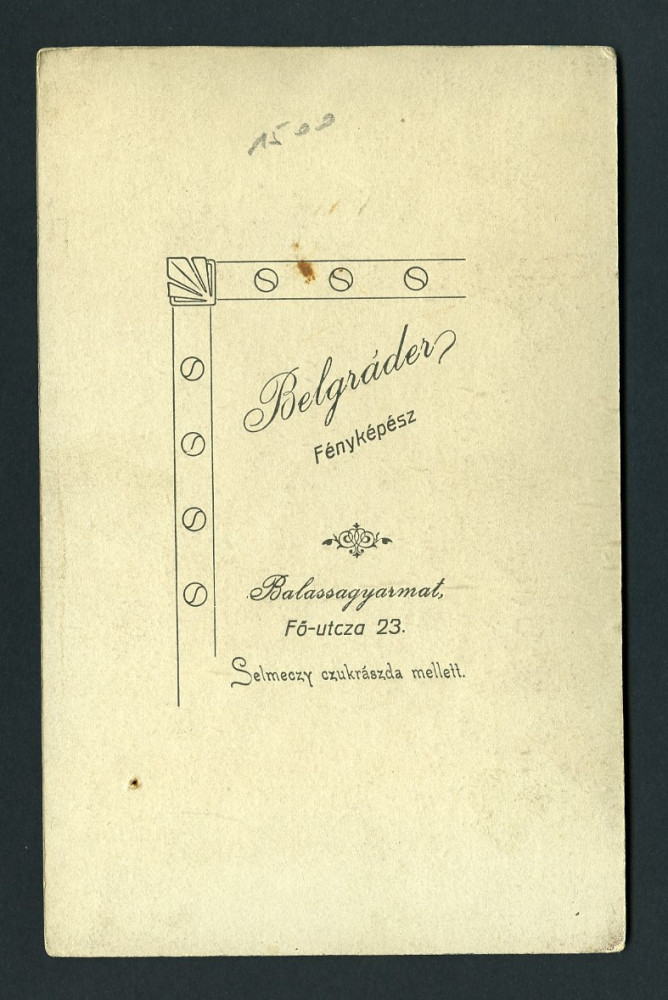 1500
Belgráder
Fényképész
Balassagyarmat,
Fő-utcza 23.
Selmeczy czukrászda mellett.